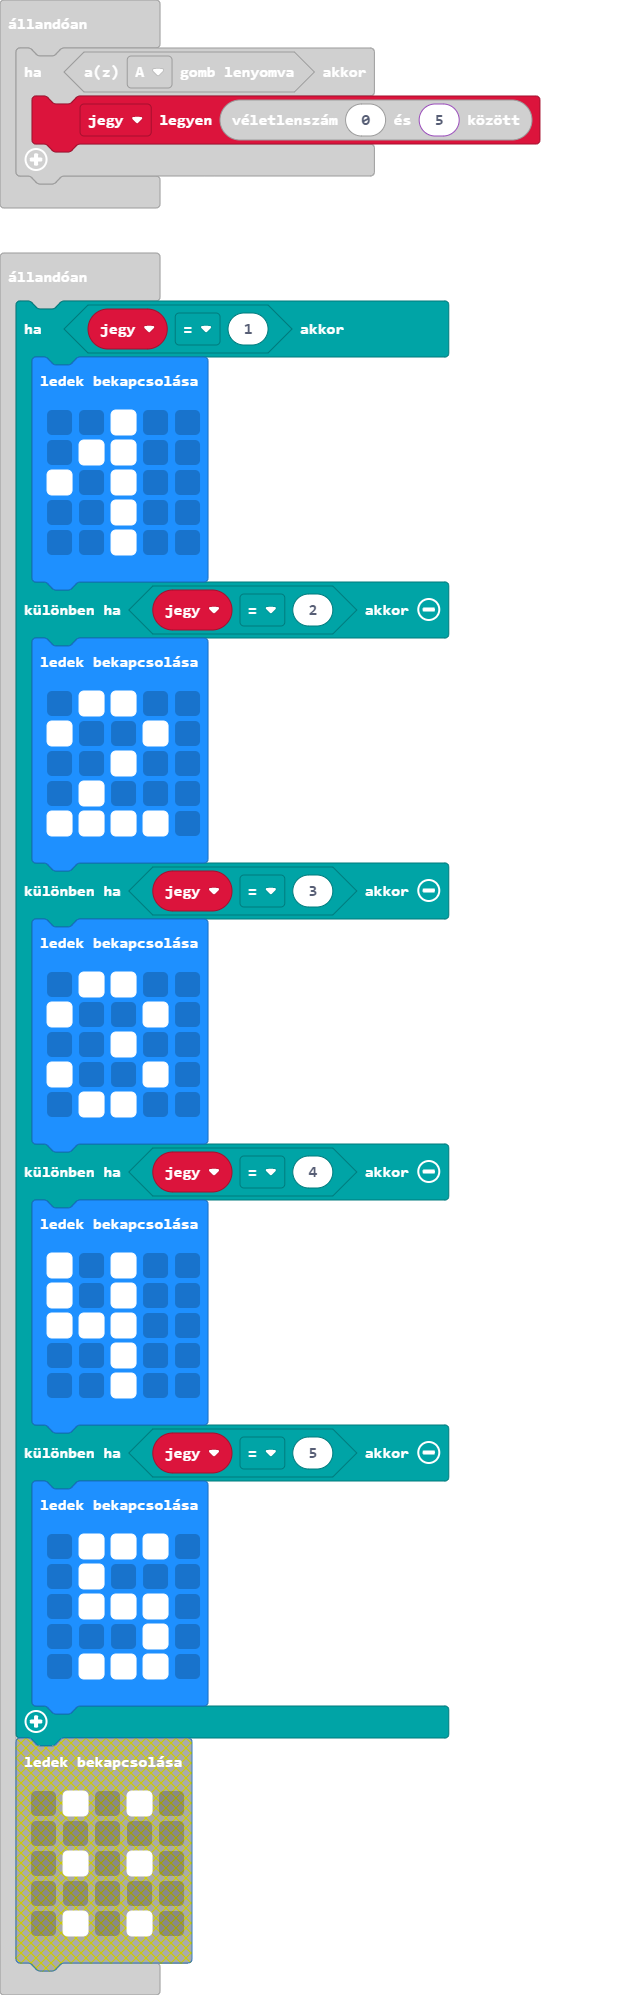 állandóan
ha a(z) A gomb lenyomva akkor
jegy legyen véletlenszám 0 és 5 között
állandóan
ha jegy = 1 akkor
ledek bekapcsolása
különben ha jegy = 2 akkor
ledek bekapcsolása
különben ha jegy = 3 akkor
ledek bekapcsolása
különben ha jegy = 4 akkor
ledek bekapcsolása
különben ha jegy = 5 akkor
ledek bekapcsolása
ledek bekapcsolása